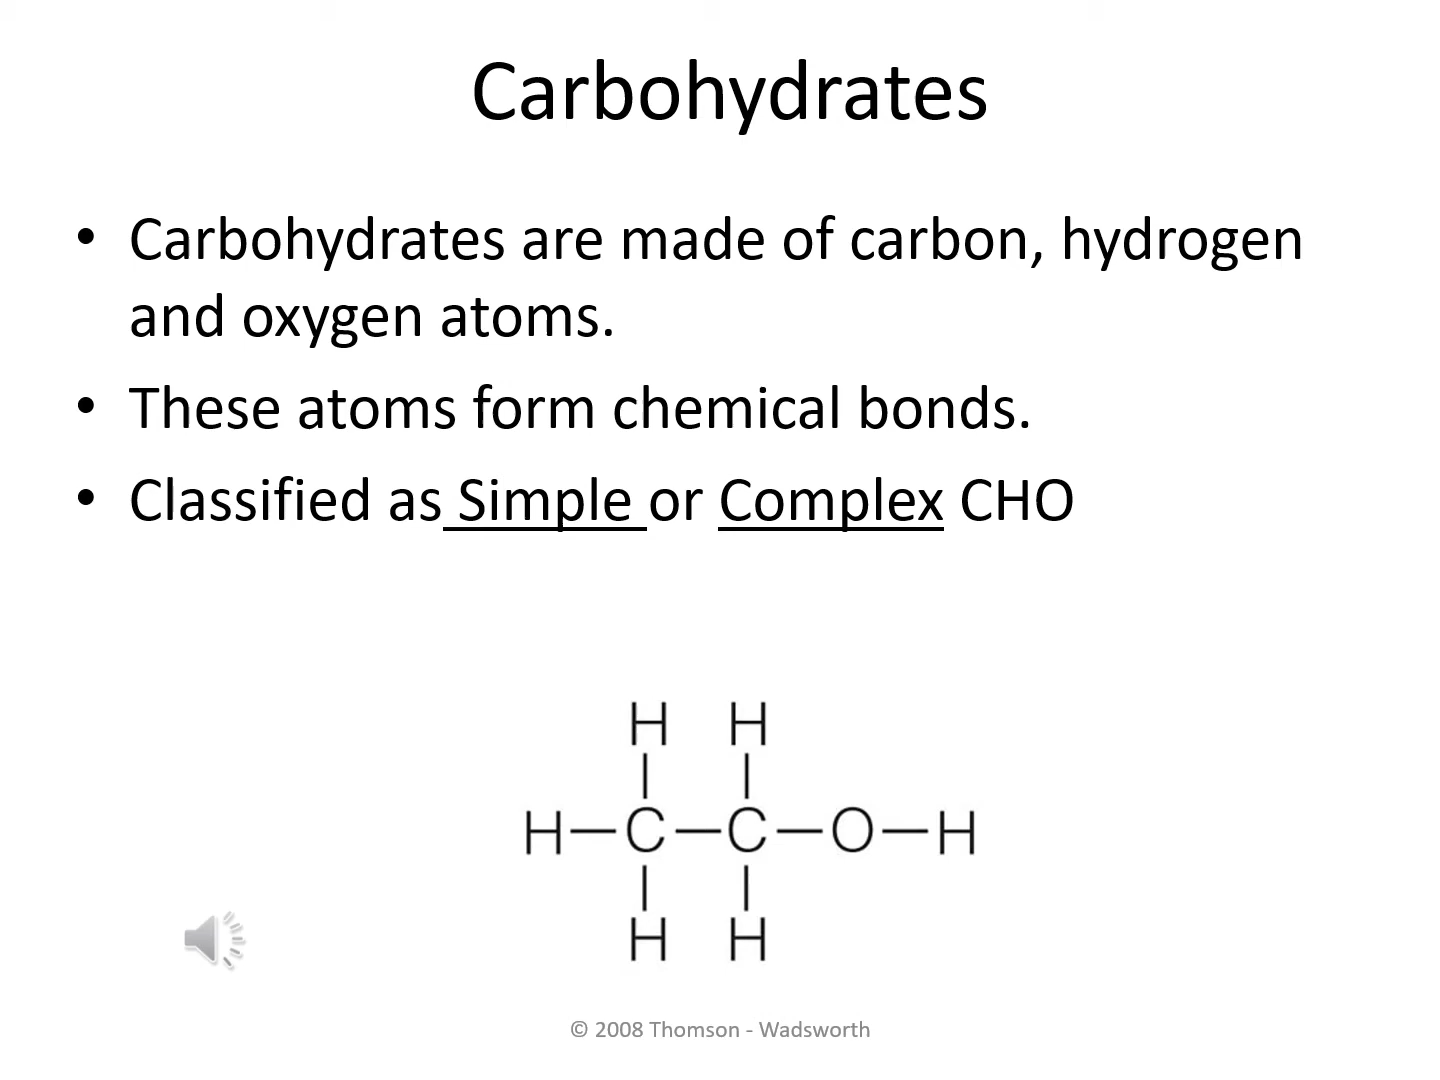 Carbohydrates
• Carbohydrates are made of carbon, hydrogen
and oxygen atoms.
• These atoms form chemical bonds.
• Classified as Simple or Complex CHO
H H
H—C—C—O—H
H H
© 2008 Thomson - Wadsworth